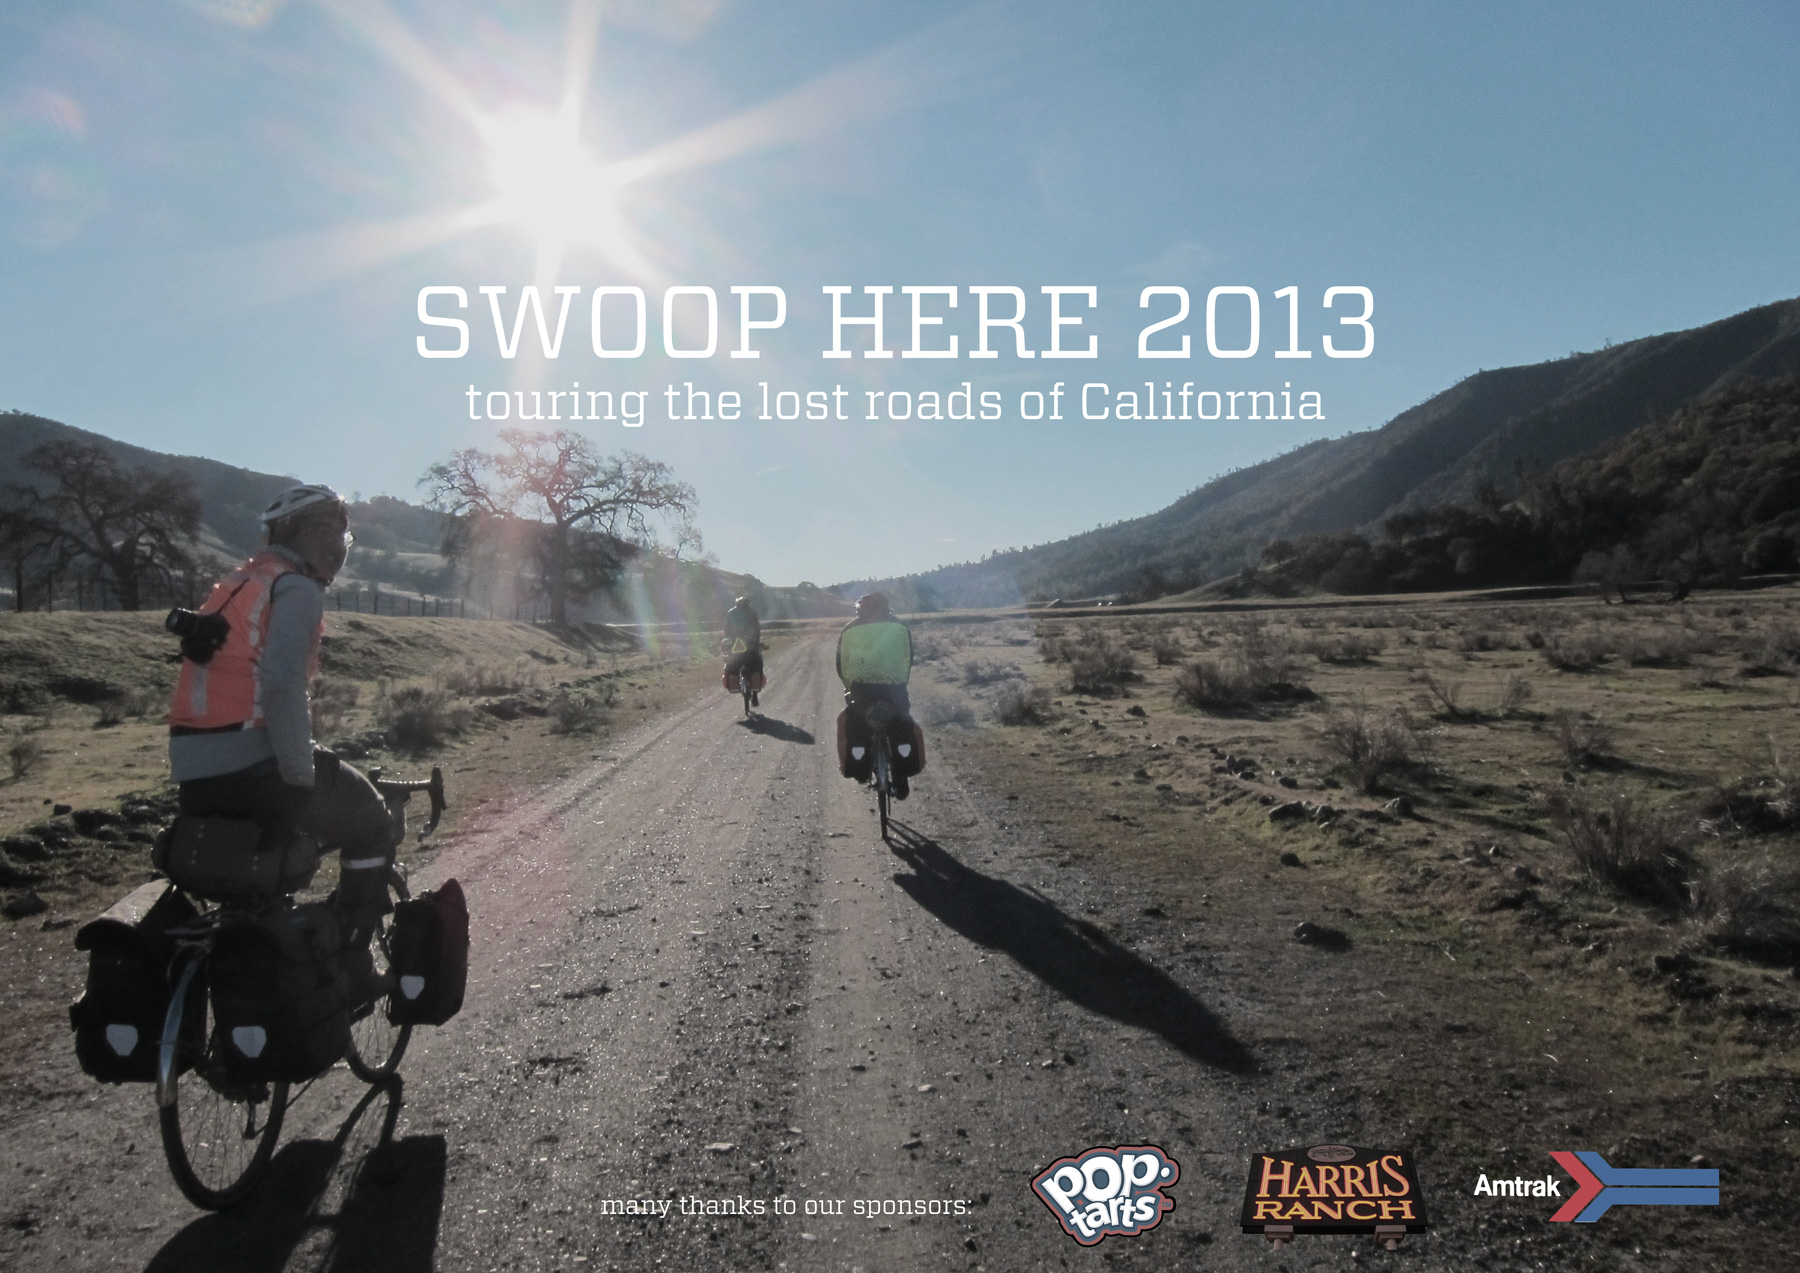 SWOOP HERE 2013
touring the lost roads of California
many thanks to our sponsors:
pop.
tarts
HARRIS
RANCH
Amtrak